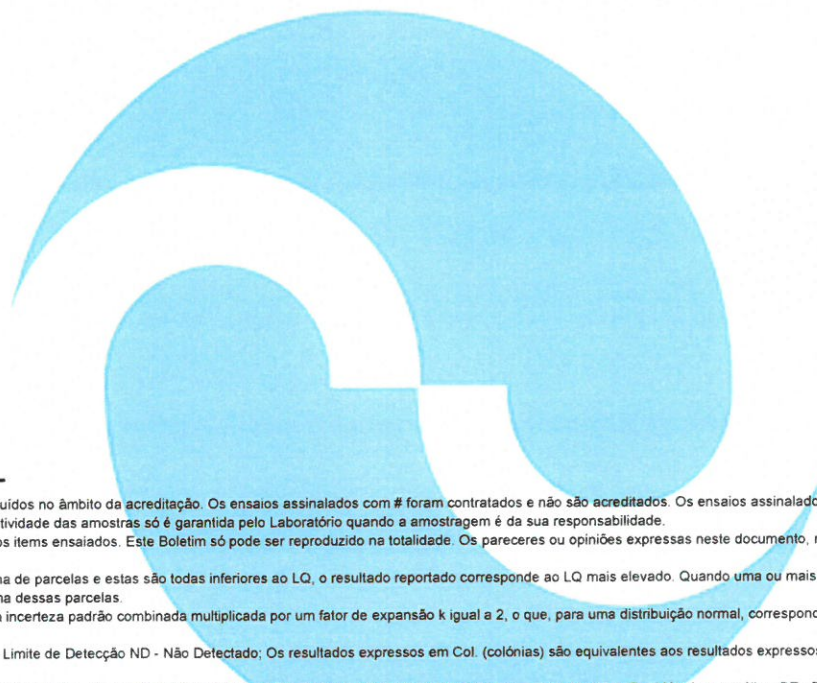 uídos no âmbito da acreditação. Os ensaios assinalados com # foram contratados e não são acreditados. Os ensaios assinalado
tividade das amostras só é garantida pelo Laboratório quando a amostragem é da sua responsabilidade.
os items ensaiados. Este Boletim só pode ser reproduzido na totalidade. Os pareceres ou opiniões expressas neste documento,
na de parcelas e estas são todas inferiores ao LQ, o resultado reportado corresponde ao LQ mais elevado. Quando uma ou mais
na dessas parcelas.
incerteza padrão combinada multiplicada por um fator de expansão k igual a 2, o que, para uma distribuição normal, correspond
Limite de Detecção ND - Não Detectado; Os resultados expressos em Col. (colónias) são equivalentes aos resultados expressos